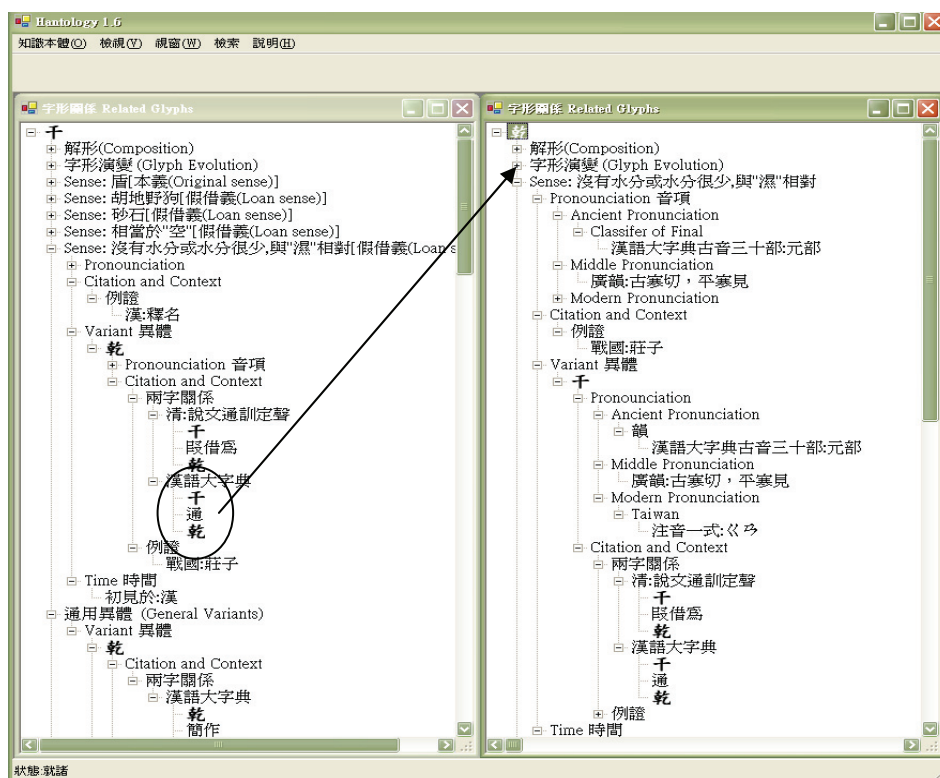 Hantology 1.6
知識本體(O) 檢視(V) 視窗(W) 檢索 說明(H)
字形關係 Related Glyphs
干
解形(Composition)
字形演變 (Glyph Evolution)
Sense: 盾[本義(Original sense)]
Sense: 胡地野狗[假借義(Loan sense)]
Sense: 砂石[假借義(Loan sense)]
Sense: 相當於"空"[假借義(Loan sense)]
Sense: 沒有水分或水分很少,與"濕"相對[假借義(Loan s
Pronounciation
Citation and Context
例證
漢:釋名
Variant 異體
乾
Pronounciation 音項
Citation and Context
兩字關係
清:說文通訓定聲
干
叚借為
乾
漢語大字典
干
通
乾
例證
戰國:莊子
Time 時間
初見於:漢
通用異體 (General Variants)
Variant 異體
乾
Citation and Context
兩字關係
漢語大字典
乾
簡作
字形關係 Related Glyphs
乾
解形(Composition)
字形演變 (Glyph Evolution)
Sense: 沒有水分或水分很少,與"濕"相對
Pronounciation 音項
Ancient Pronunciation
Classifer of Final
漢語大字典古音三十部:元部
Middle Pronunciation
廣韻:古寒切，平寒見
Modern Pronunciation
Citation and Context
例證
戰國:莊子
Variant 異體
干
Pronounciation
Ancient Pronunciation
韻
漢語大字典古音三十部:元部
Middle Pronunciation
廣韻:古寒切，平寒見
Modern Pronunciation
Taiwan
注音一式:ㄍㄢ
Citation and Context
兩字關係
清:說文通訓定聲
干
叚借為
乾
漢語大字典
干
通
乾
例證
Time 時間
狀態:就諸